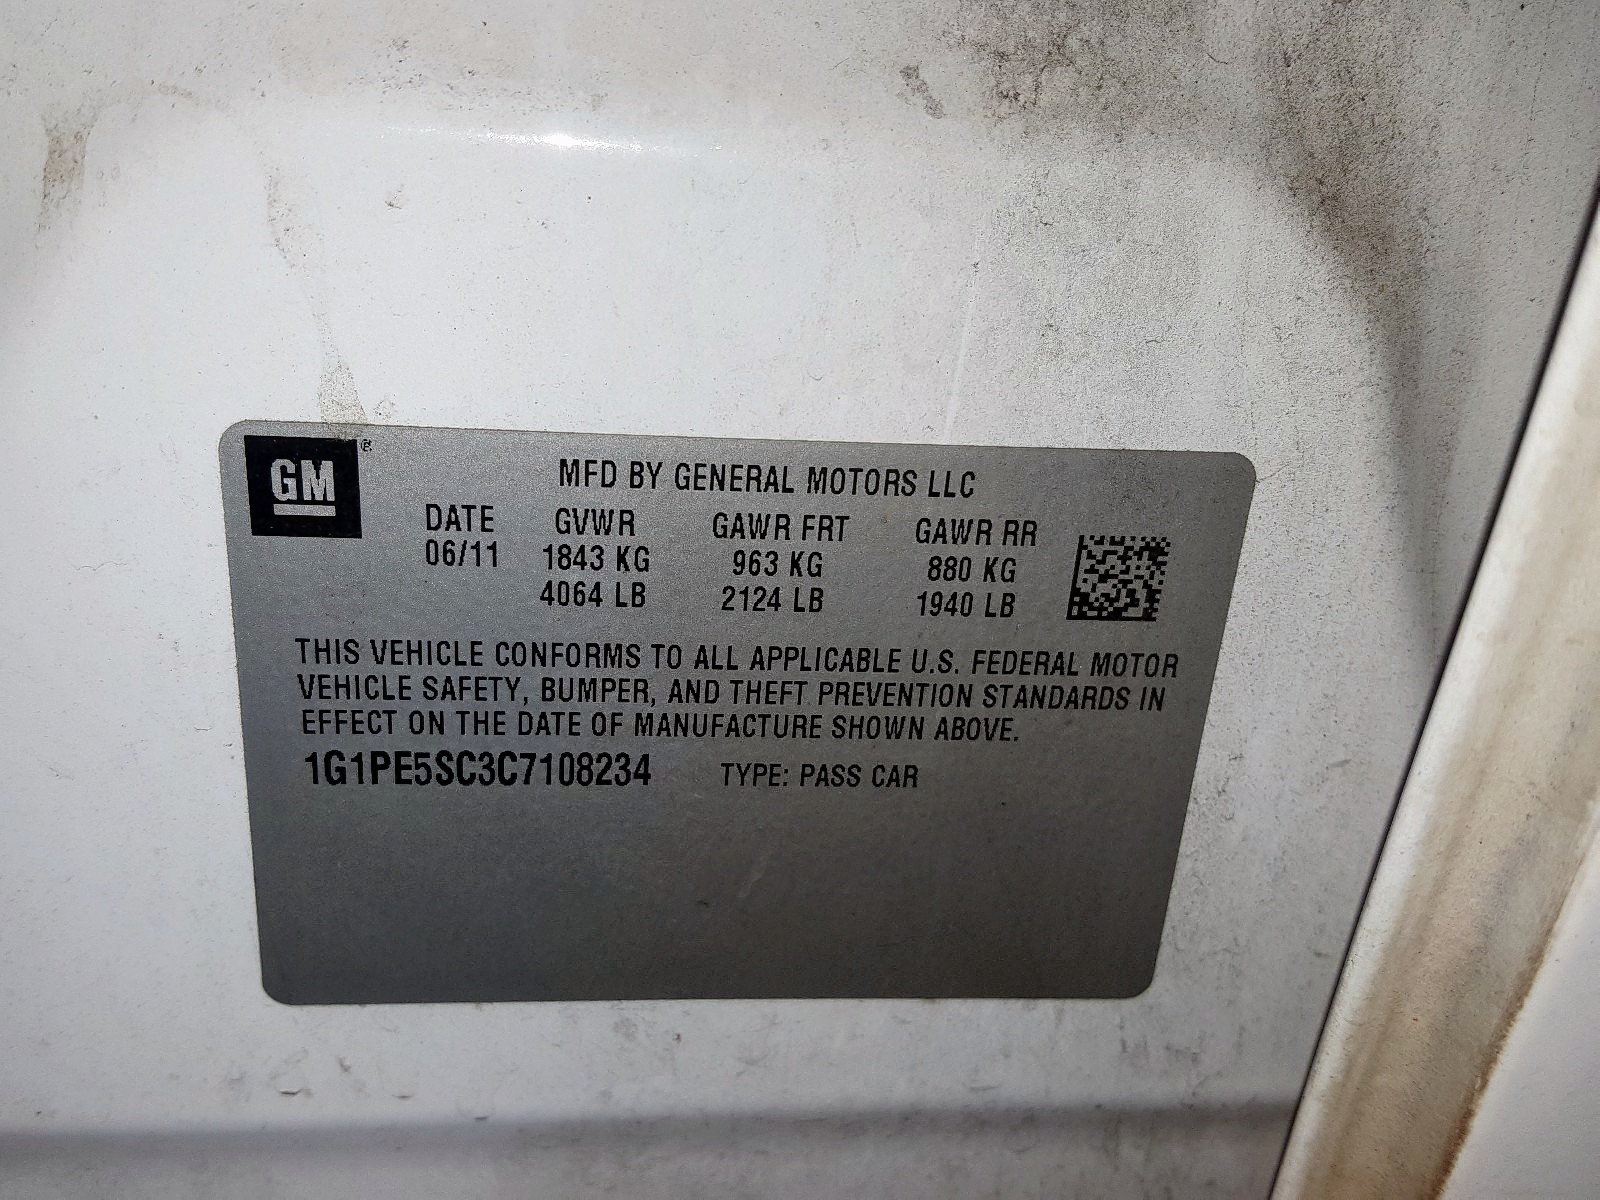 GM®
MFD BY GENERAL MOTORS LLC
DATE GVWR GAWR FRT GAWR RR
06/11 1843 KG 963 KG 880 KG
4064 LB 2124 LB 1940 LB
THIS VEHICLE CONFORMS TO ALL APPLICABLE U.S. FEDERAL MOTOR
VEHICLE SAFETY, BUMPER, AND THEFT PREVENTION STANDARDS IN
EFFECT ON THE DATE OF MANUFACTURE SHOWN ABOVE.
1G1PE5SC3C7108234 TYPE: PASS CAR